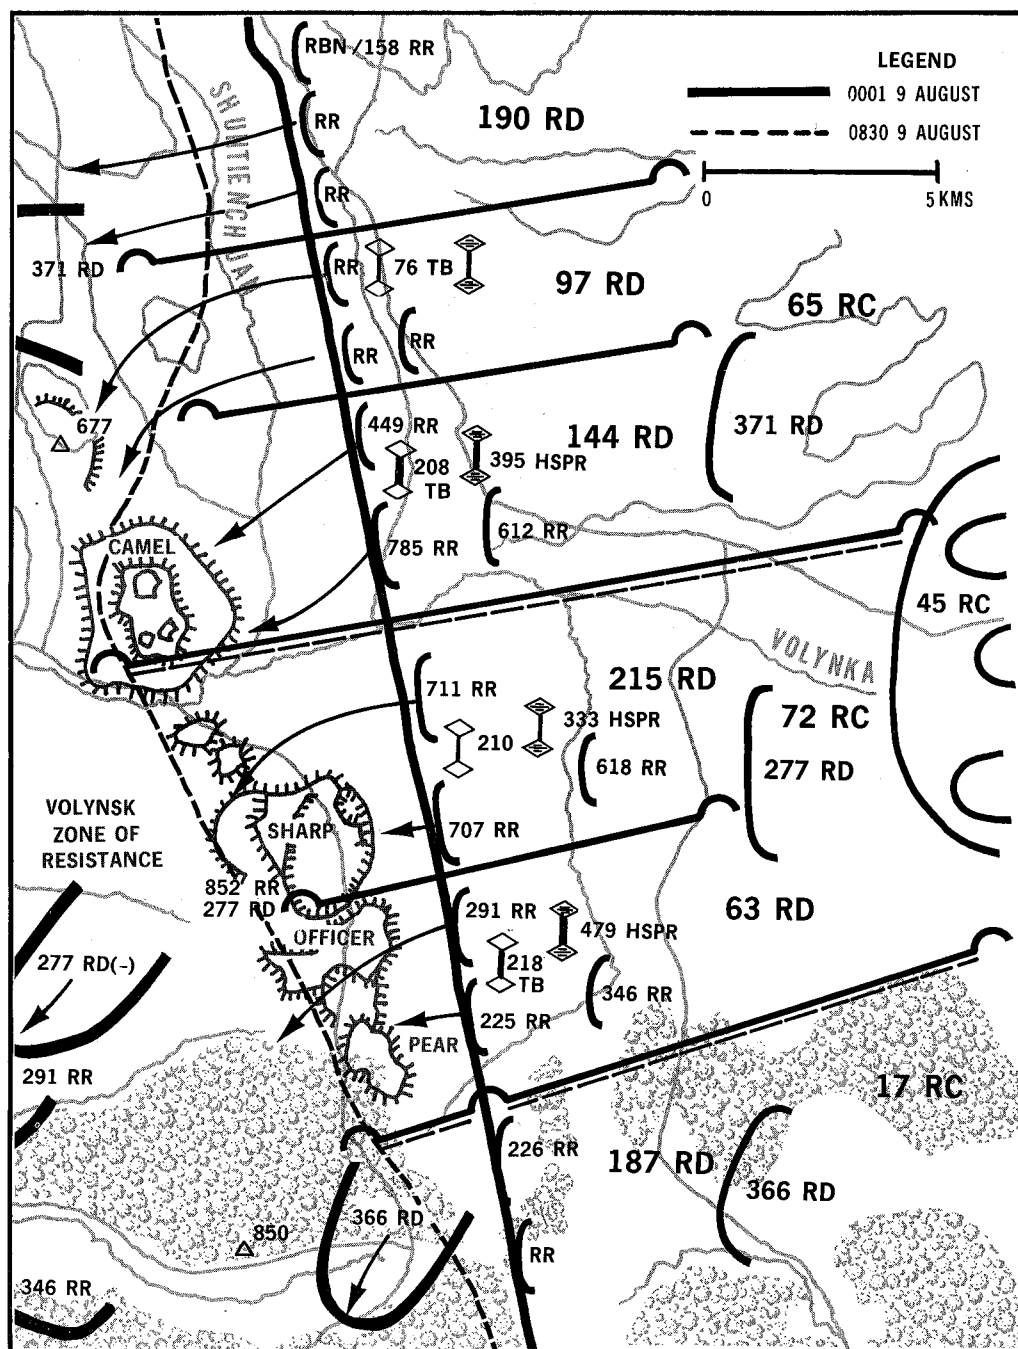 RBN/158 RR
LEGEND
0001 9 AUGUST
0830 9 AUGUST
0
5 KMS
190 RD
RR
RR
SHUNTIENCHJAN
371 RD
RR
76 TB
97 RD
65 RC
RR
RR
677
449 RR
144 RD
371 RD
208
TB
395 HSPR
CAMEL
785 RR
612 RR
45 RC
VOLYNKA
215 RD
711 RR
72 RC
333 HSPR
210
618 RR
277 RD
VOLYNSK
ZONE OF
RESISTANCE
SHARP
707 RR
852 RR
277 RD
291 RR
63 RD
OFFICER
479 HSPR
277 RD(-)
218
TB
346 RR
225 RR
PEAR
291 RR
17 RC
226 RR
187 RD
366 RD
366 RD
850
RR
346 RR